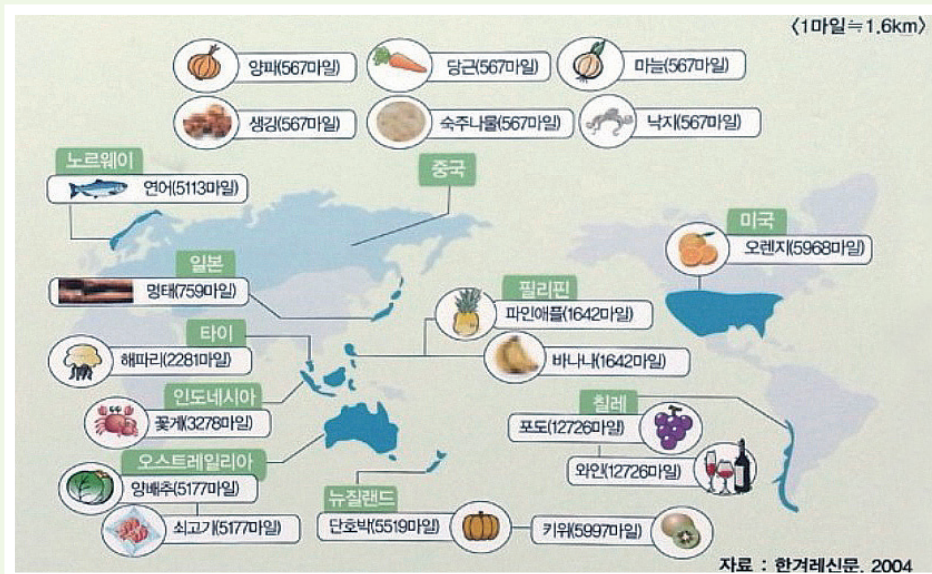 〈1마일≒1.6km〉
양파(567마일)
당근(567마일)
마늘(567마일)
생강(567마일)
숙주나물(567마일)
낙지(567마일)
노르웨이
연어(5113마일)
중국
미국
오렌지(5968마일)
일본
명태(759마일)
필리핀
파인애플(1642마일)
바나나(1642마일)
타이
해파리(2281마일)
인도네시아
꽃게(3278마일)
칠레
포도(12726마일)
와인(12726마일)
오스트레일리아
양배추(5177마일)
쇠고기(5177마일)
뉴질랜드
단호박(5519마일)
키위(5997마일)
자료 : 한겨레신문, 2004